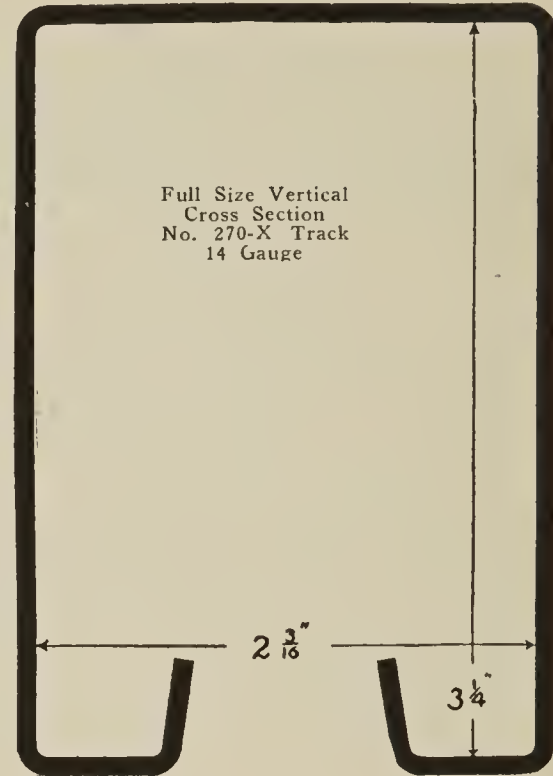 Full Size Vertical
Cross Section
No. 270-X Track
14 Gauge
2 3/16"
3 1/4"